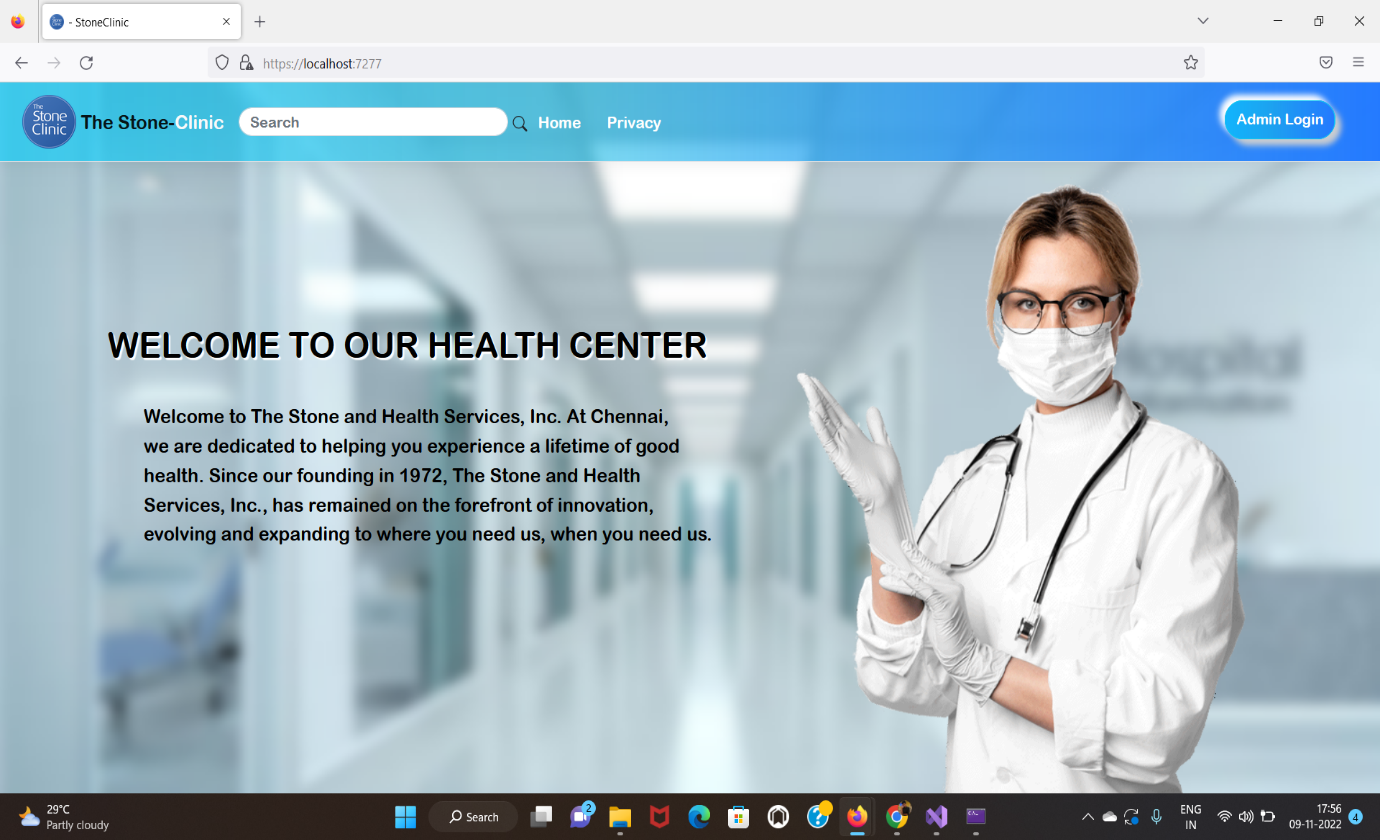 - StoneClinic
https://localhost:7277
The
Stone
Clinic
The Stone-Clinic
Search
Home
Privacy
Admin Login
Hospital
WELCOME TO OUR HEALTH CENTER
Welcome to The Stone and Health Services, Inc. At Chennai,
we are dedicated to helping you experience a lifetime of good
health. Since our founding in 1972, The Stone and Health
Services, Inc., has remained on the forefront of innovation,
evolving and expanding to where you need us, when you need us.
29°C
Partly cloudy
Search
2
ENG
IN
17:56
09-11-2022
4